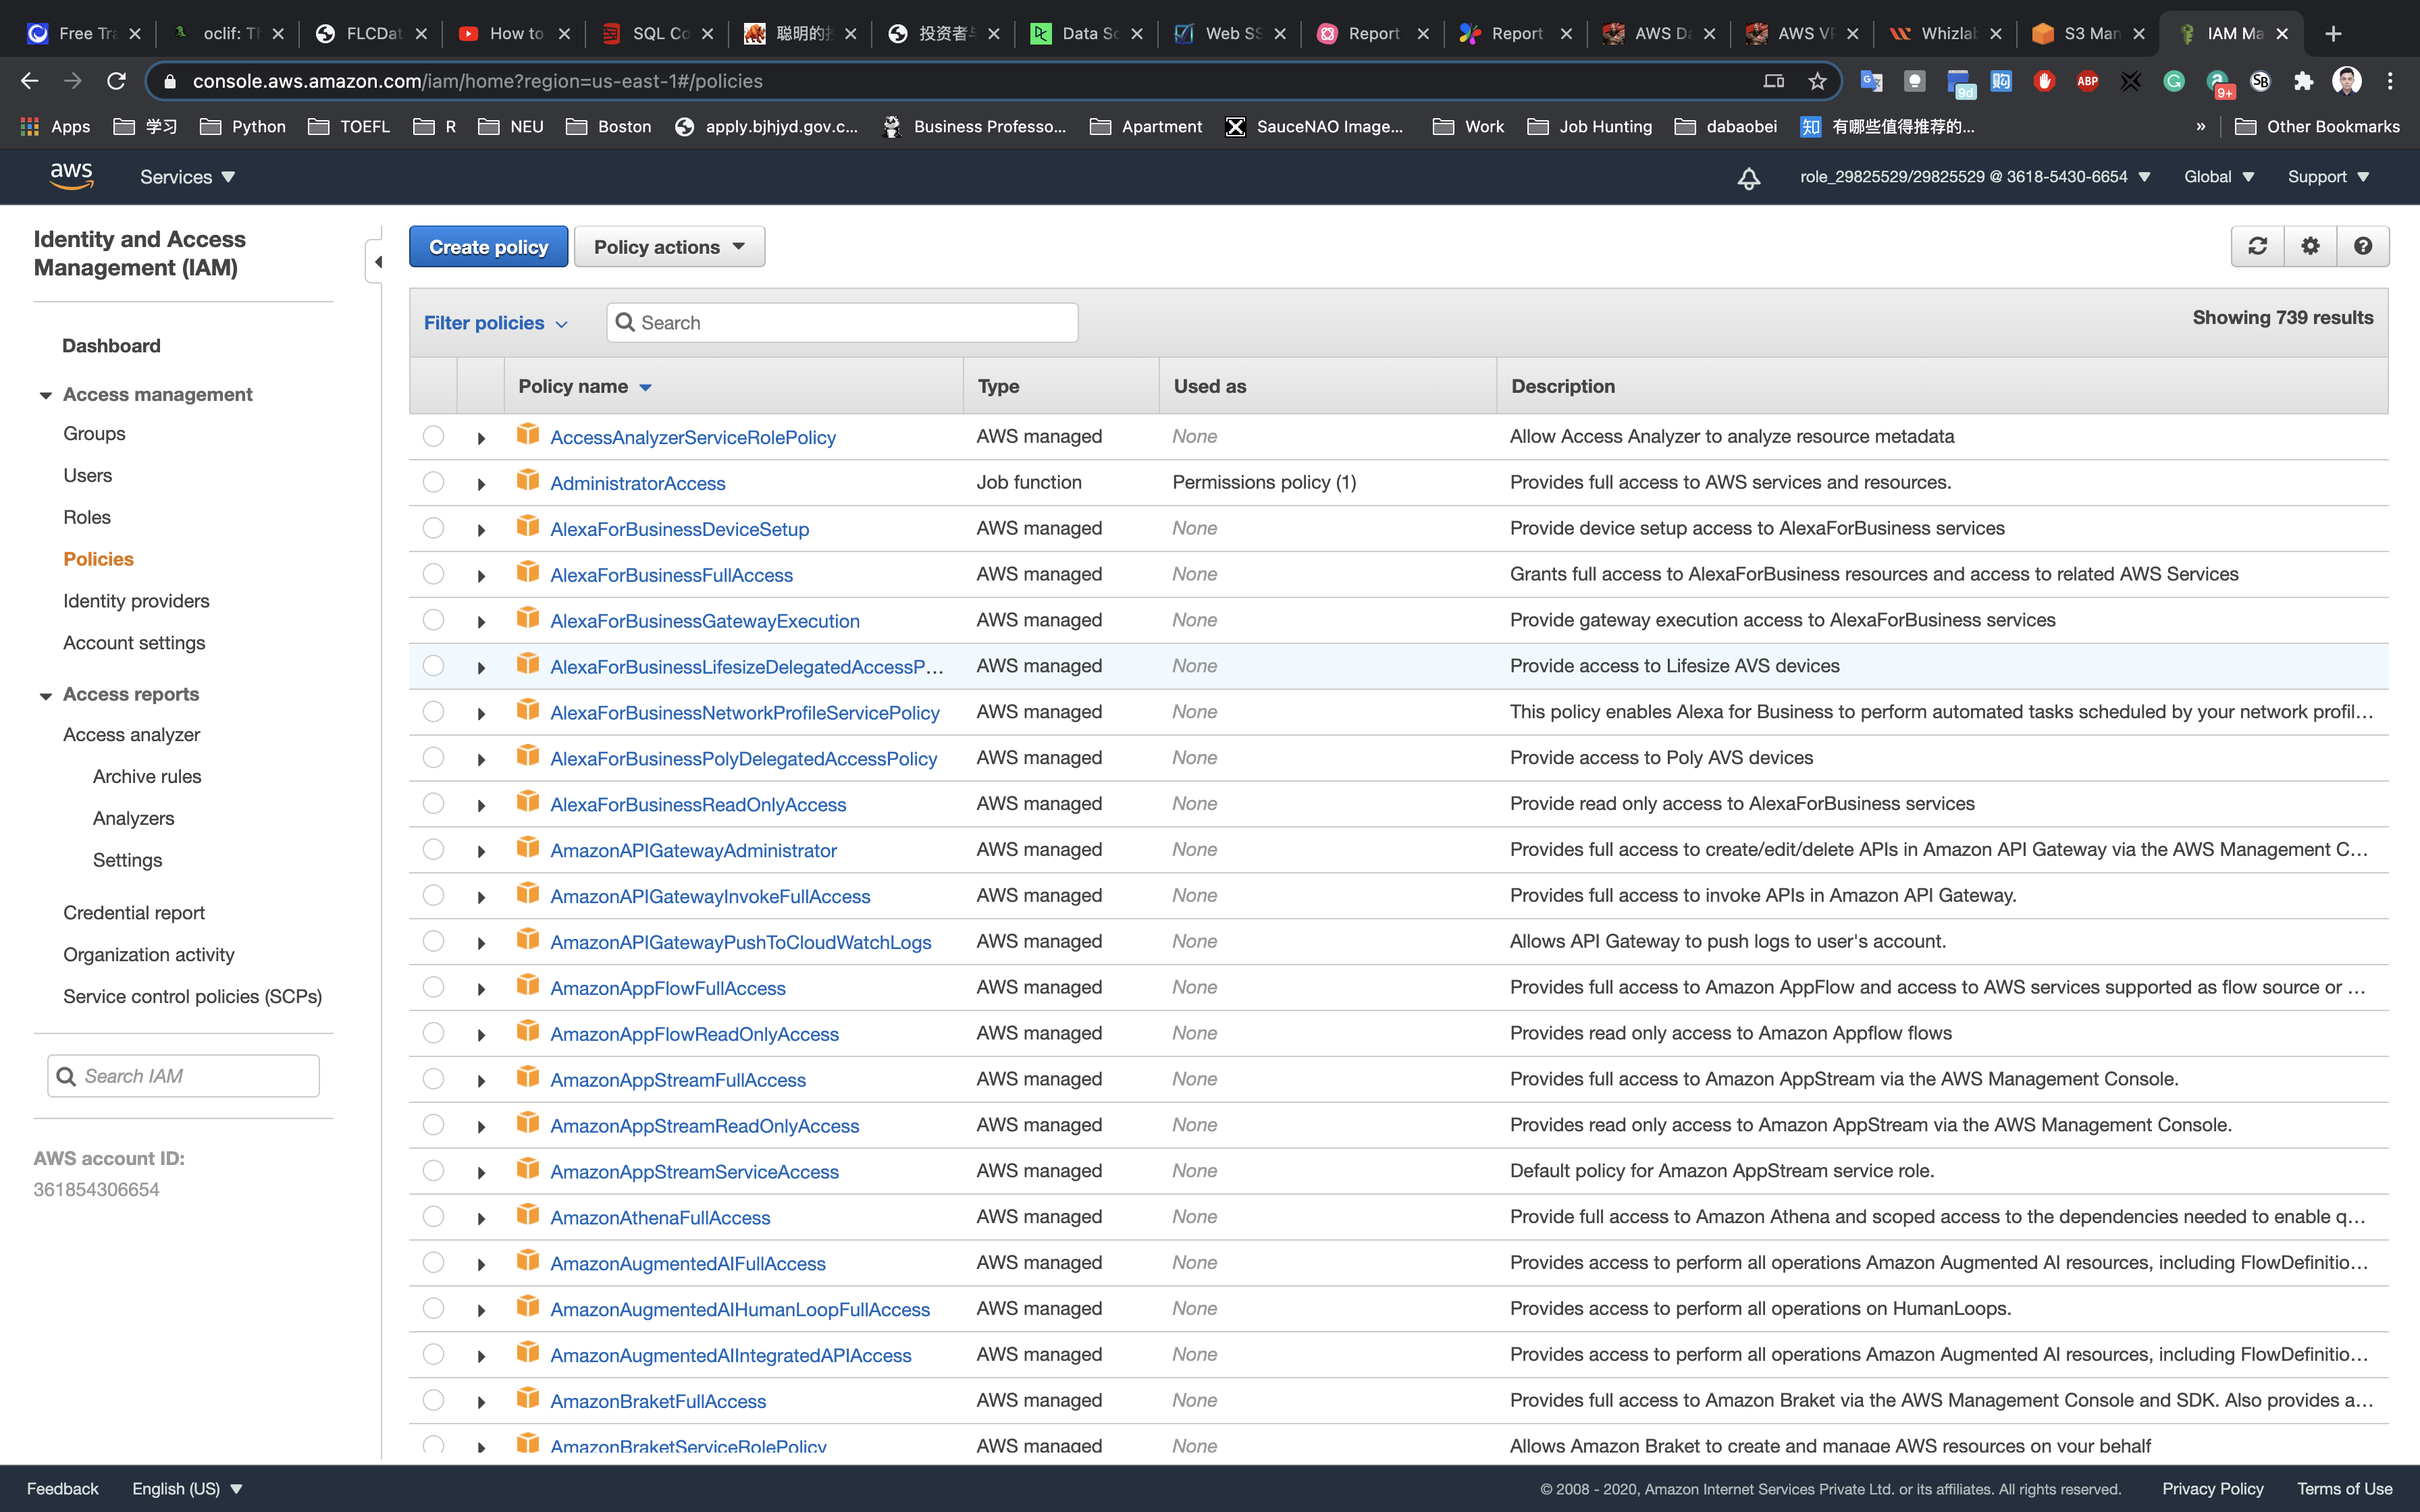 Free Tra
oclif: Th
FLCDat
How to
SQL Co
聪明的投
投资者
Data Sc
Web SS
Report
Report
AWS Da
AWS VP
Whizlab
S3 Man
IAM Ma
console.aws.amazon.com/iam/home?region=us-east-1#/policies
9d
ABP
9+
SB
Apps 学习 Python TOEFL R NEU Boston apply.bjhjyd.gov.c... Business Professo... Apartment SauceNAO Image... Work Job Hunting dabaobei 知 有哪些值得推荐的... » Other Bookmarks
aws Services role_29825529/29825529 @ 3618-5430-6654 Global Support
Identity and Access
Management (IAM)
Dashboard
Access management
Groups
Users
Roles
Policies
Identity providers
Account settings
Access reports
Access analyzer
Archive rules
Analyzers
Settings
Credential report
Organization activity
Service control policies (SCPs)
Search IAM
AWS account ID:
361854306654
Create policy Policy actions
Filter policies Search Showing 739 results
Policy name Type Used as Description
AccessAnalyzerServiceRolePolicy AWS managed None Allow Access Analyzer to analyze resource metadata
AdministratorAccess Job function Permissions policy (1) Provides full access to AWS services and resources.
AlexaForBusinessDeviceSetup AWS managed None Provide device setup access to AlexaForBusiness services
AlexaForBusinessFullAccess AWS managed None Grants full access to AlexaForBusiness resources and access to related AWS Services
AlexaForBusinessGatewayExecution AWS managed None Provide gateway execution access to AlexaForBusiness services
AlexaForBusinessLifesizeDelegatedAccessP... AWS managed None Provide access to Lifesize AVS devices
AlexaForBusinessNetworkProfileServicePolicy AWS managed None This policy enables Alexa for Business to perform automated tasks scheduled by your network profil...
AlexaForBusinessPolyDelegatedAccessPolicy AWS managed None Provide access to Poly AVS devices
AlexaForBusinessReadOnlyAccess AWS managed None Provide read only access to AlexaForBusiness services
AmazonAPIGatewayAdministrator AWS managed None Provides full access to create/edit/delete APIs in Amazon API Gateway via the AWS Management C...
AmazonAPIGatewayInvokeFullAccess AWS managed None Provides full access to invoke APIs in Amazon API Gateway.
AmazonAPIGatewayPushToCloudWatchLogs AWS managed None Allows API Gateway to push logs to user's account.
AmazonAppFlowFullAccess AWS managed None Provides full access to Amazon AppFlow and access to AWS services supported as flow source or ...
AmazonAppFlowReadOnlyAccess AWS managed None Provides read only access to Amazon Appflow flows
AmazonAppStreamFullAccess AWS managed None Provides full access to Amazon AppStream via the AWS Management Console.
AmazonAppStreamReadOnlyAccess AWS managed None Provides read only access to Amazon AppStream via the AWS Management Console.
AmazonAppStreamServiceAccess AWS managed None Default policy for Amazon AppStream service role.
AmazonAthenaFullAccess AWS managed None Provide full access to Amazon Athena and scoped access to the dependencies needed to enable q...
AmazonAugmentedAIFullAccess AWS managed None Provides access to perform all operations Amazon Augmented AI resources, including FlowDefinitio...
AmazonAugmentedAIHumanLoopFullAccess AWS managed None Provides access to perform all operations on HumanLoops.
AmazonAugmentedAIIntegratedAPIAccess AWS managed None Provides access to perform all operations Amazon Augmented AI resources, including FlowDefinitio...
AmazonBraketFullAccess AWS managed None Provides full access to Amazon Braket via the AWS Management Console and SDK. Also provides a...
AmazonBraketServiceRolePolicy AWS managed None Allows Amazon Braket to create and manage AWS resources on your behalf
Feedback English (US) © 2008 - 2020, Amazon Internet Services Private Ltd. or its affiliates. All rights reserved. Privacy Policy Terms of Use